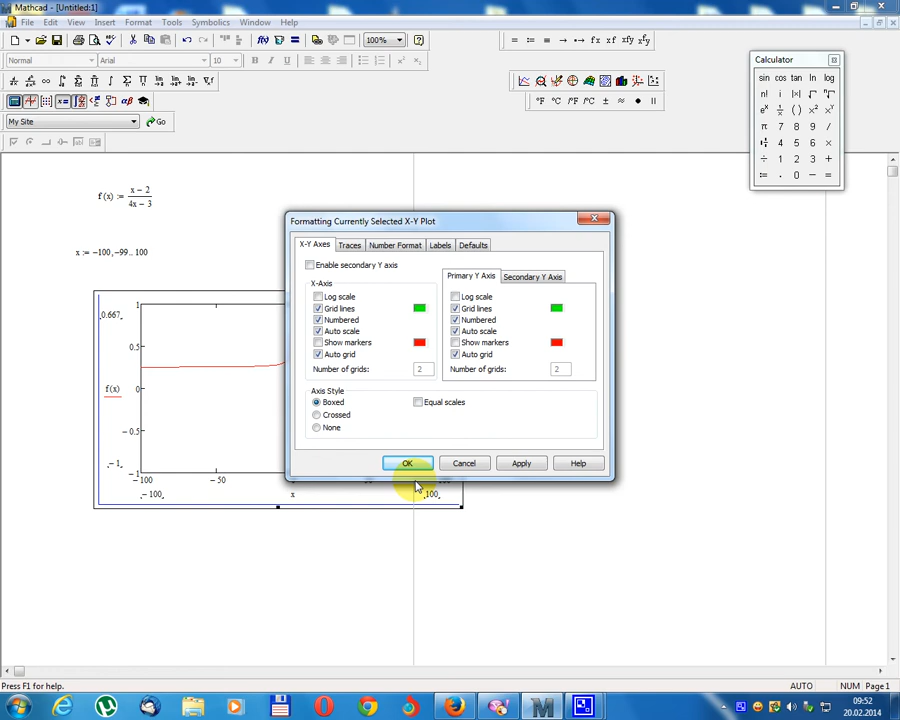 Mathcad - [Untitled:1]
File Edit View Insert Format Tools Symbolics Window Help
100%
Normal Arial 10
My Site Go
f(x) := x − 2
4x − 3
x := −100, −99 .. 100
0.667
1
0.5
f(x) 0
− 0.5
− 1
− 1
− 100 − 50
− 100 x 100
Formatting Currently Selected X-Y Plot
X-Y Axes Traces Number Format Labels Defaults
Enable secondary Y axis
X-Axis
Log scale
Grid lines
Numbered
Auto scale
Show markers
Auto grid
Number of grids: 2
Primary Y Axis Secondary Y Axis
Log scale
Grid lines
Numbered
Auto scale
Show markers
Auto grid
Number of grids: 2
Axis Style
Boxed
Crossed
None
Equal scales
OK Cancel Apply Help
Calculator
sin cos tan ln log
n! i |×| √ ⁿ√
eˣ 1/x ( ) x² xʸ
π 7 8 9 /
4 5 6 ×
÷ 1 2 3 +
:= . 0 − =
Press F1 for help.
AUTO NUM Page 1
09:52
20.02.2014